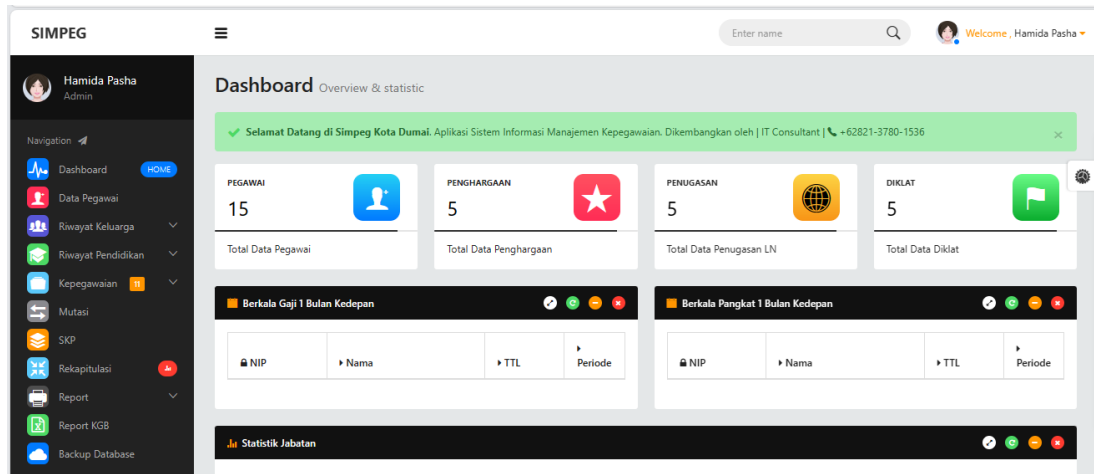 SIMPEG
Enter name
Welcome , Hamida Pasha
Hamida Pasha
Admin
Navigation
Dashboard HOME
Data Pegawai
Riwayat Keluarga
Riwayat Pendidikan
Kepegawaian 11
Mutasi
SKP
Rekapitulasi
Report
Report KGB
Backup Database
Dashboard Overview & statistic
Selamat Datang di Simpeg Kota Dumai. Aplikasi Sistem Informasi Manajemen Kepegawaian. Dikembangkan oleh | IT Consultant | +62821-3780-1536 ×
PEGAWAI
15
Total Data Pegawai
PENGHARGAAN
5
Total Data Penghargaan
PENUGASAN
5
Total Data Penugasan LN
DIKLAT
5
Total Data Diklat
Berkala Gaji 1 Bulan Kedepan
NIP Nama TTL Periode
Berkala Pangkat 1 Bulan Kedepan
NIP Nama TTL Periode
Statistik Jabatan